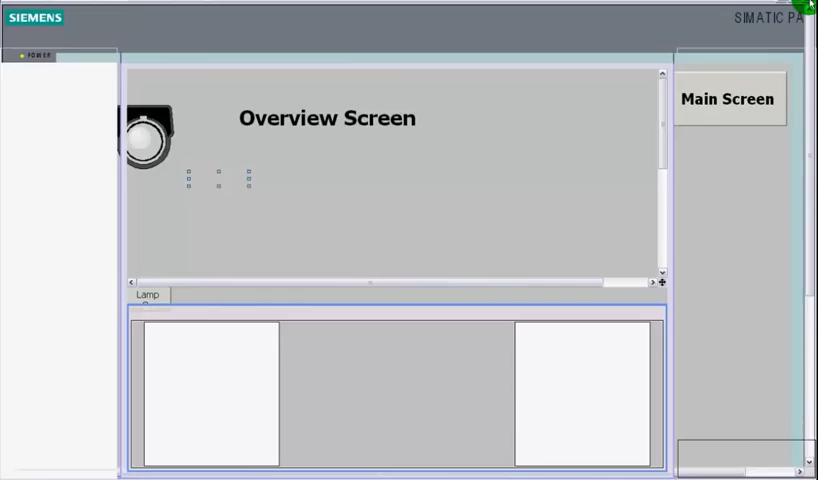 SIEMENS
SIMATIC PA
POWER
Overview Screen
Main Screen
Lamp